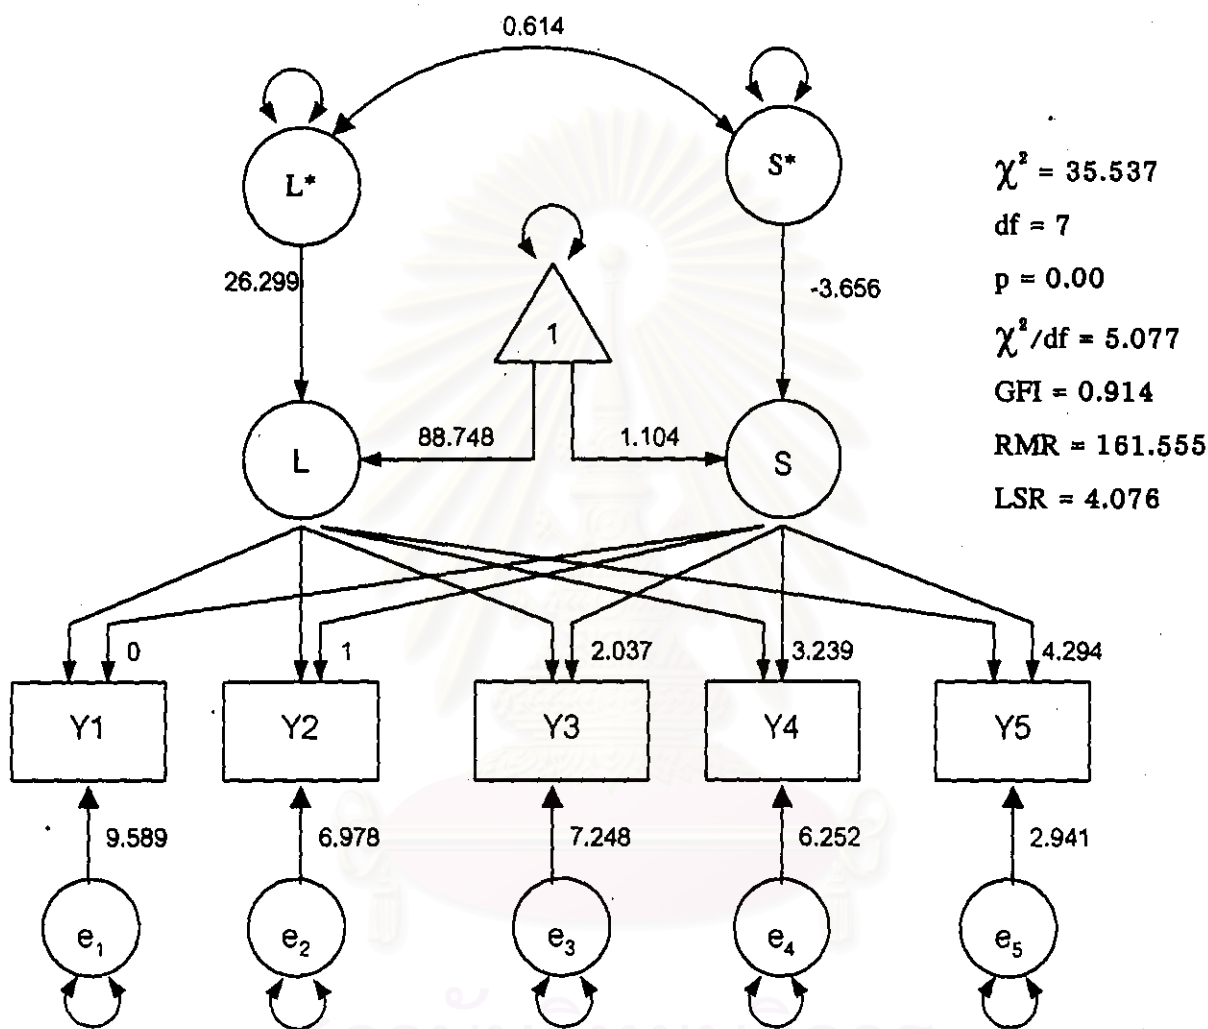 0.614
L*
S*
χ² = 35.537
df = 7
p = 0.00
χ²/df = 5.077
GFI = 0.914
RMR = 161.555
LSR = 4.076
26.299
1
-3.656
L
88.748
1.104
S
0
1
2.037
3.239
4.294
Y1
Y2
Y3
Y4
Y5
9.589
6.978
7.248
6.252
2.941
e₁
e₂
e₃
e₄
e₅